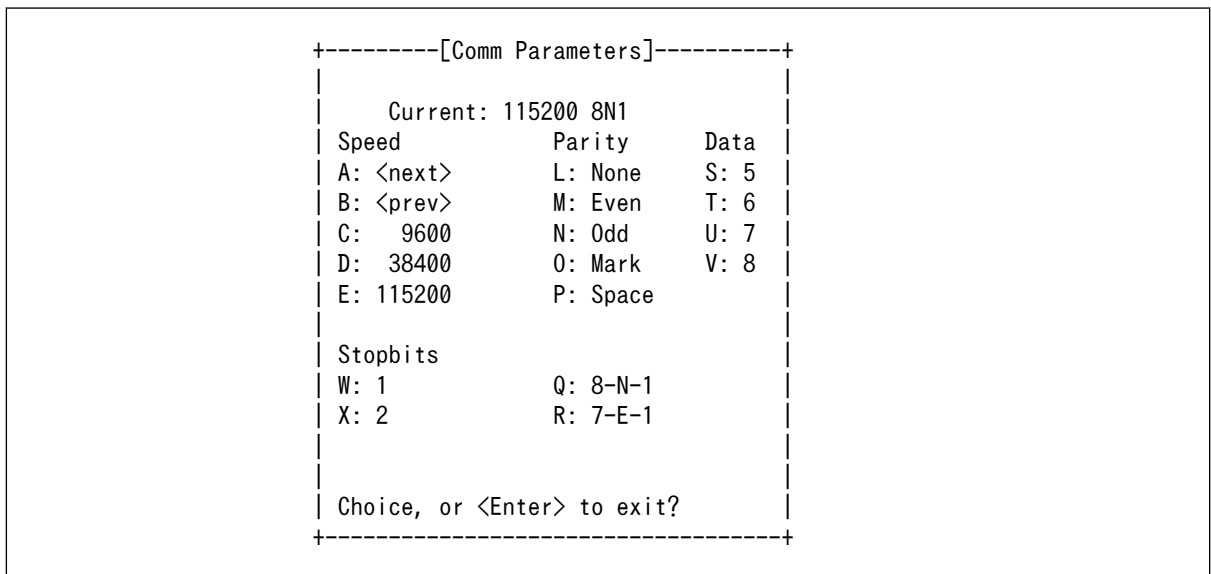 +---------[Comm Parameters]----------+
|                                    |
|     Current: 115200 8N1            |
| Speed            Parity      Data  |
| A: <next>        L: None     S: 5  |
| B: <prev>        M: Even     T: 6  |
| C:   9600        N: Odd      U: 7  |
| D:  38400        O: Mark     V: 8  |
| E: 115200        P: Space          |
|                                    |
| Stopbits                           |
| W: 1             Q: 8-N-1          |
| X: 2             R: 7-E-1          |
|                                    |
|                                    |
| Choice, or <Enter> to exit?        |
+------------------------------------+